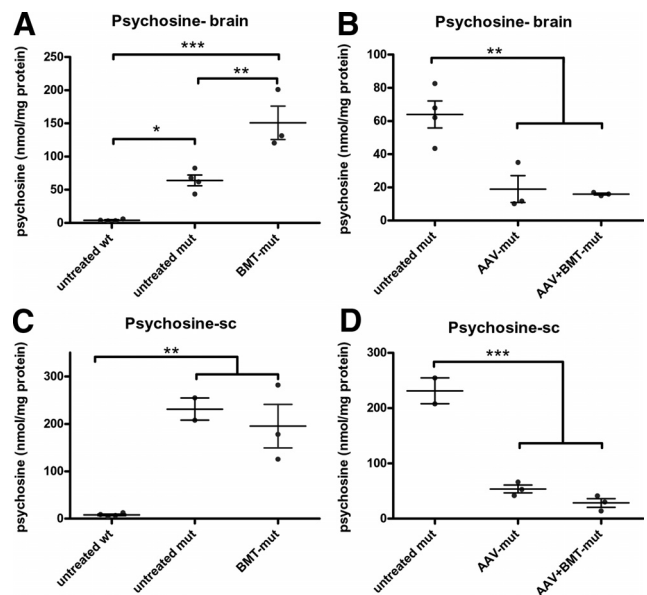 A
Psychosine- brain
psychosine (nmol/mg protein)
250
200
150
100
50
0
***
**
*
untreated wt
untreated mut
BMT-mut
B
Psychosine- brain
psychosine (nmol/mg protein)
100
80
60
40
20
0
**
untreated mut
AAV-mut
AAV+BMT-mut
C
Psychosine-sc
psychosine (nmol/mg protein)
300
200
100
0
**
untreated wt
untreated mut
BMT-mut
D
Psychosine-sc
psychosine (nmol/mg protein)
300
200
100
0
***
untreated mut
AAV-mut
AAV+BMT-mut